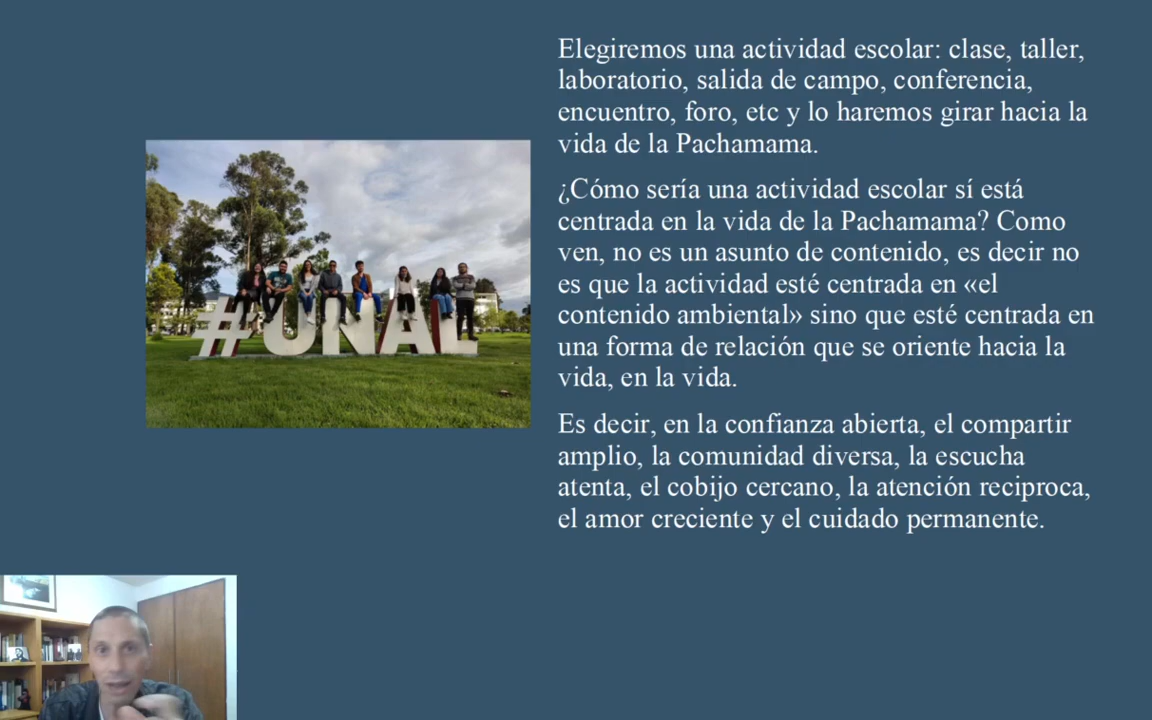 Elegiremos una actividad escolar: clase, taller,
laboratorio, salida de campo, conferencia,
encuentro, foro, etc y lo haremos girar hacia la
vida de la Pachamama.
¿Cómo sería una actividad escolar sí está
centrada en la vida de la Pachamama? Como
ven, no es un asunto de contenido, es decir no
es que la actividad esté centrada en «el
contenido ambiental» sino que esté centrada en
una forma de relación que se oriente hacia la
vida, en la vida.
Es decir, en la confianza abierta, el compartir
amplio, la comunidad diversa, la escucha
atenta, el cobijo cercano, la atención reciproca,
el amor creciente y el cuidado permanente.
#UNAL